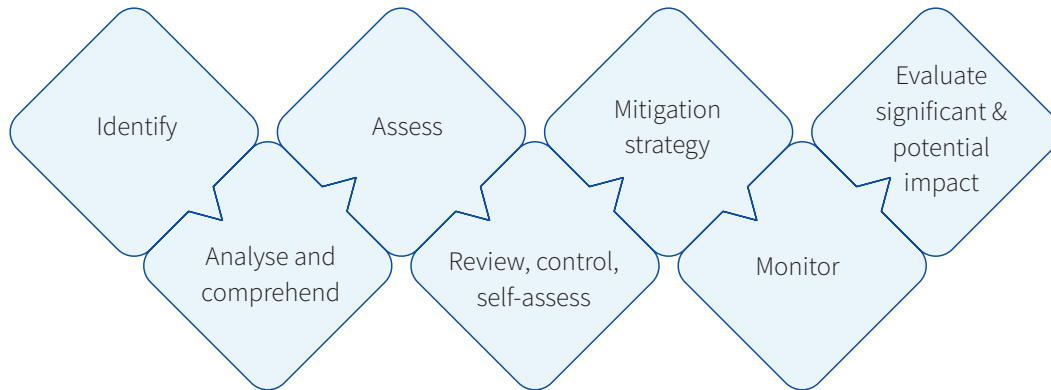 Identify
Analyse and
comprehend
Assess
Review, control,
self-assess
Mitigation
strategy
Monitor
Evaluate
significant &
potential
impact